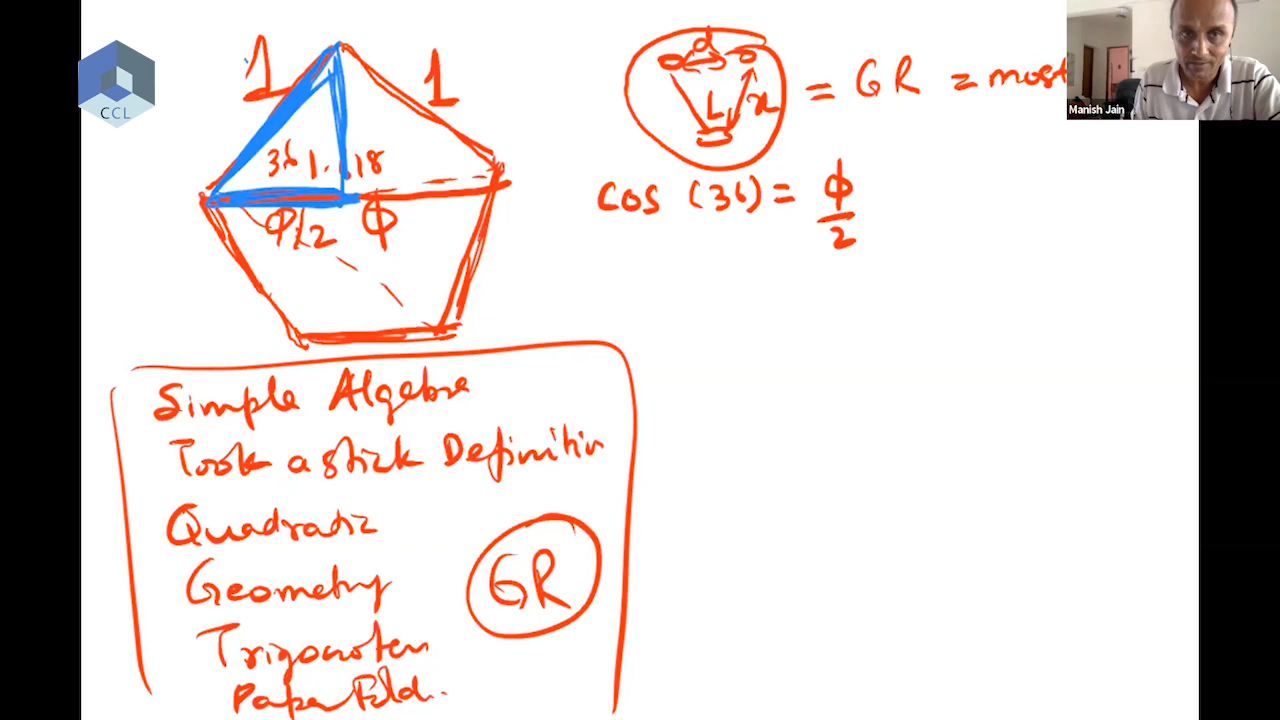 CCL
1
1
36 1.618
Φ/2 Φ
d
L x
= GR = most
Manish Jain
cos (36) = Φ/2
Simple Algebra
Took a stick Definition
Quadratic
Geometry
GR
Trigonometry
Paper Fold..